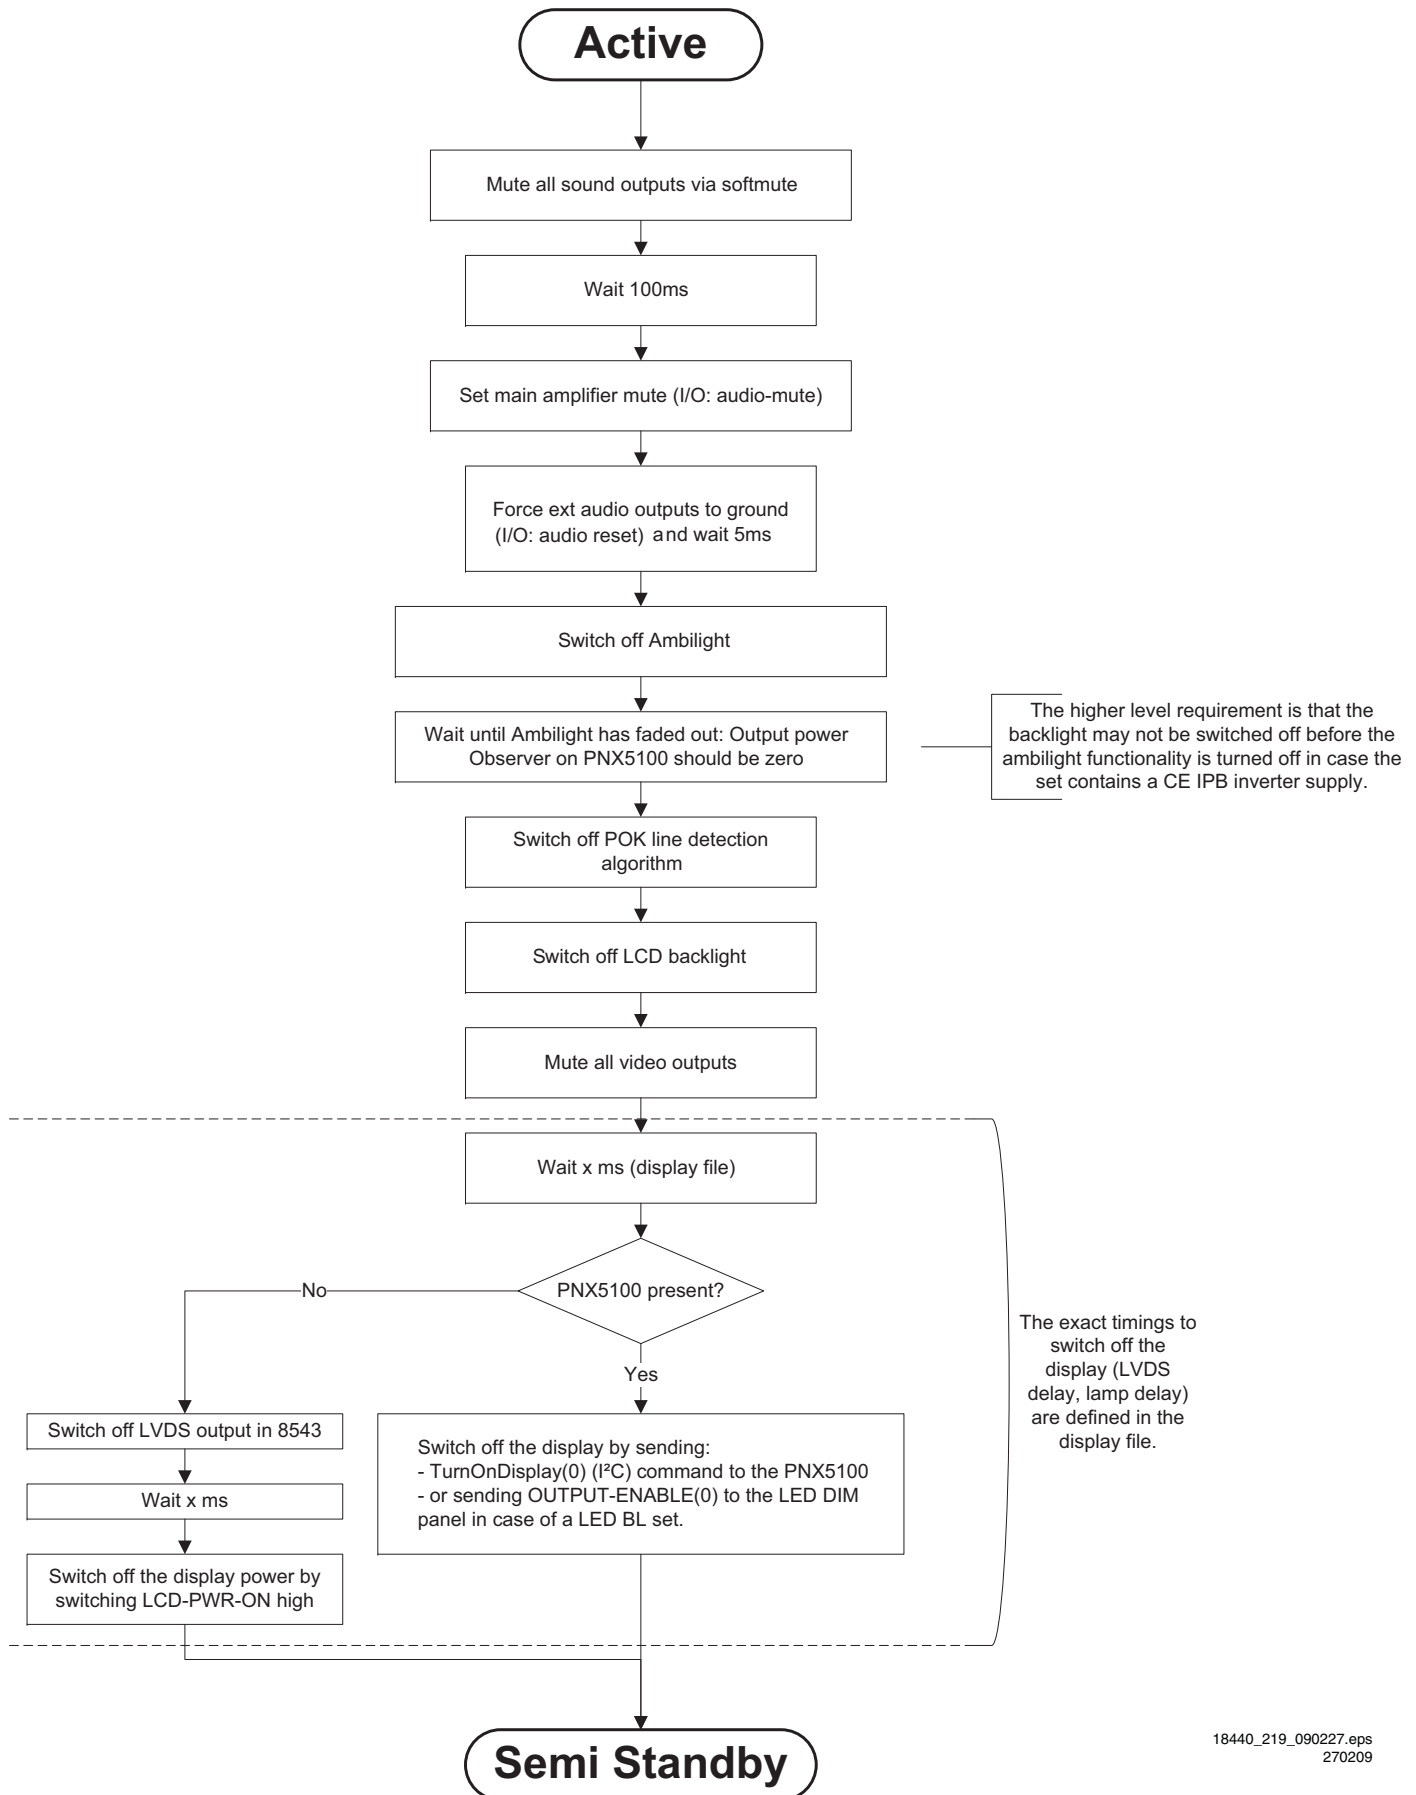 Active
Mute all sound outputs via softmute
Wait 100ms
Set main amplifier mute (I/O: audio-mute)
Force ext audio outputs to ground
(I/O: audio reset) and wait 5ms
Switch off Ambilight
Wait until Ambilight has faded out: Output power
Observer on PNX5100 should be zero
The higher level requirement is that the
backlight may not be switched off before the
ambilight functionality is turned off in case the
set contains a CE IPB inverter supply.
Switch off POK line detection
algorithm
Switch off LCD backlight
Mute all video outputs
Wait x ms (display file)
PNX5100 present?
No
Yes
The exact timings to
switch off the
display (LVDS
delay, lamp delay)
are defined in the
display file.
Switch off LVDS output in 8543
Wait x ms
Switch off the display power by
switching LCD-PWR-ON high
Switch off the display by sending:
- TurnOnDisplay(0) (I²C) command to the PNX5100
- or sending OUTPUT-ENABLE(0) to the LED DIM
panel in case of a LED BL set.
Semi Standby
18440_219_090227.eps
270209